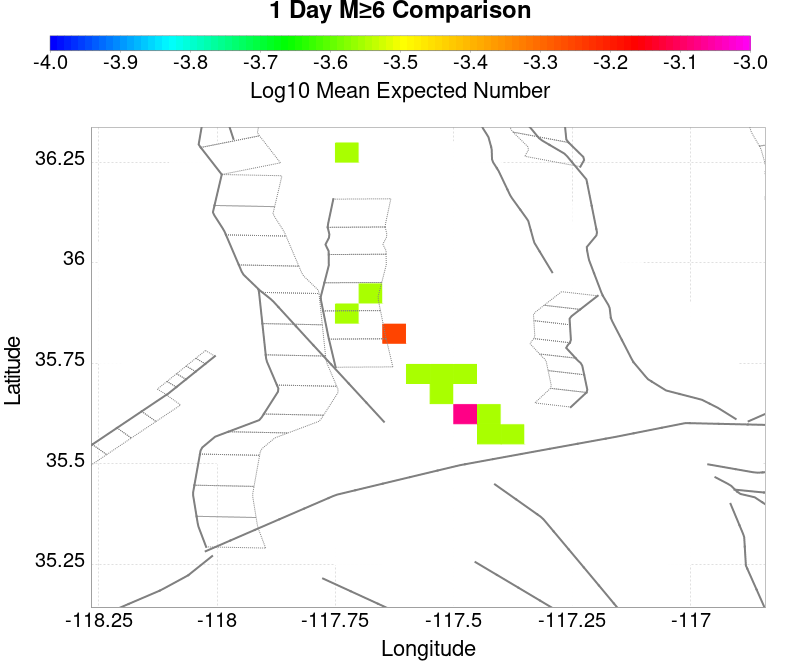 1 Day M≥6 Comparison
-4.0 -3.9 -3.8 -3.7 -3.6 -3.5 -3.4 -3.3 -3.2 -3.1 -3.0
Log10 Mean Expected Number
36.25
36
35.75
35.5
35.25
Latitude
-118.25 -118 -117.75 -117.5 -117.25 -117
Longitude